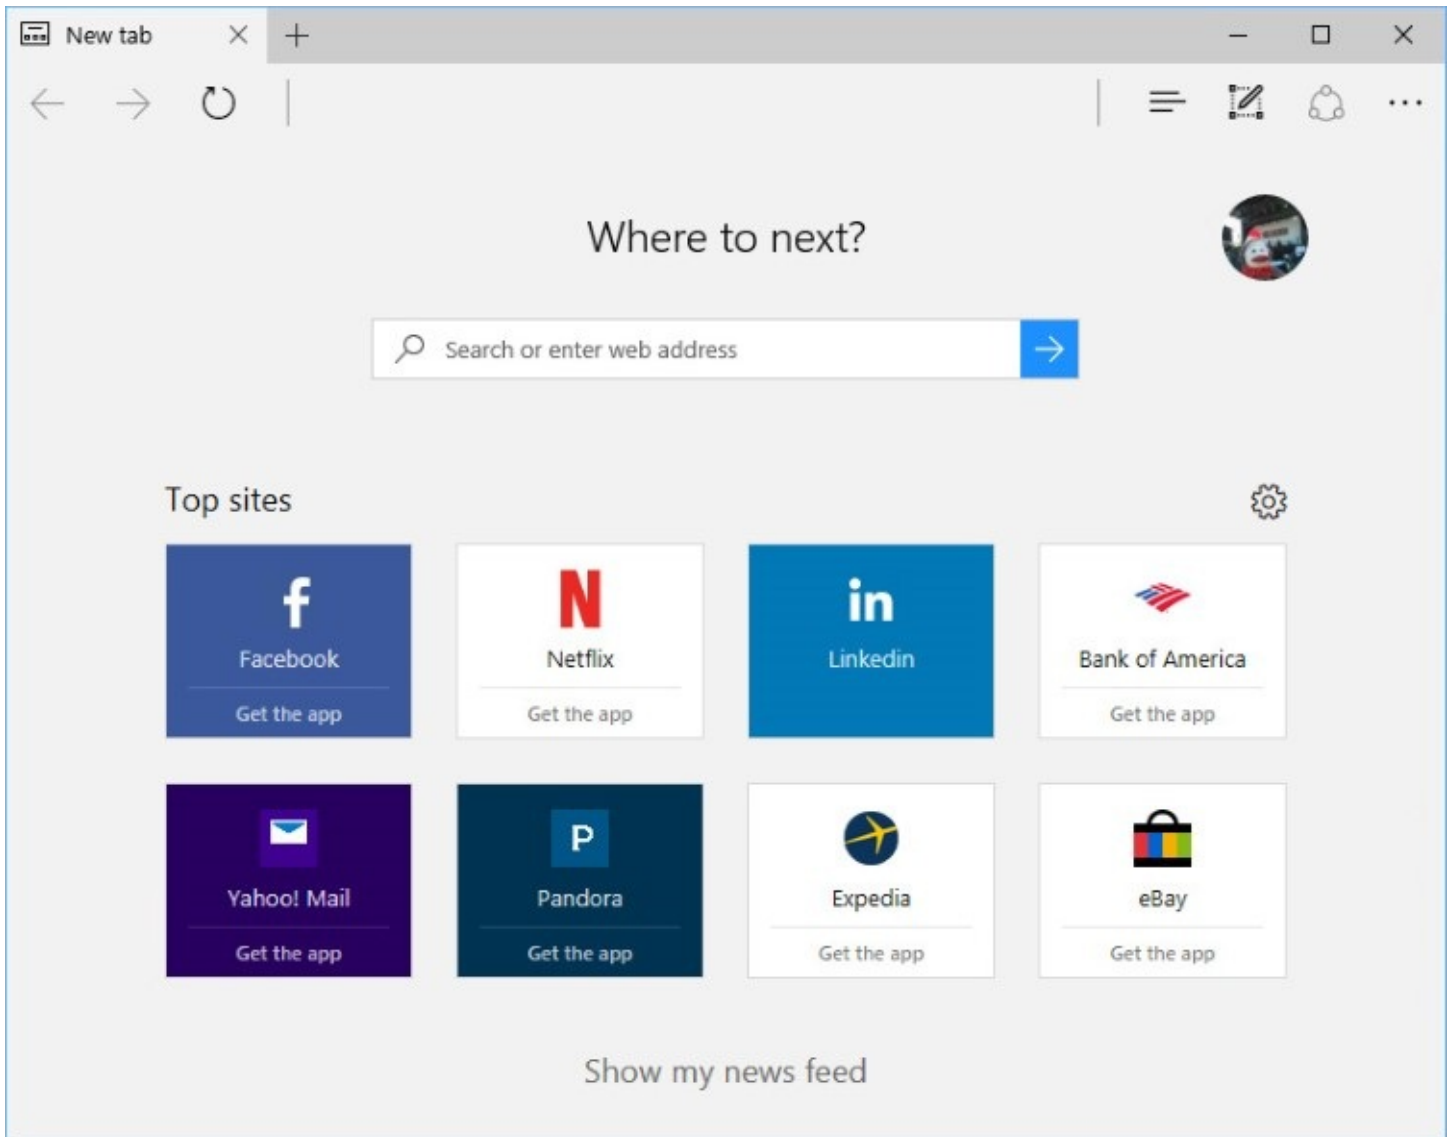 New tab
Where to next?
Search or enter web address
Top sites
f
N
in
Facebook
Netflix
Linkedin
Bank of America
Get the app
Get the app
Get the app
P
Yahoo! Mail
Pandora
Expedia
eBay
Get the app
Get the app
Get the app
Get the app
Show my news feed